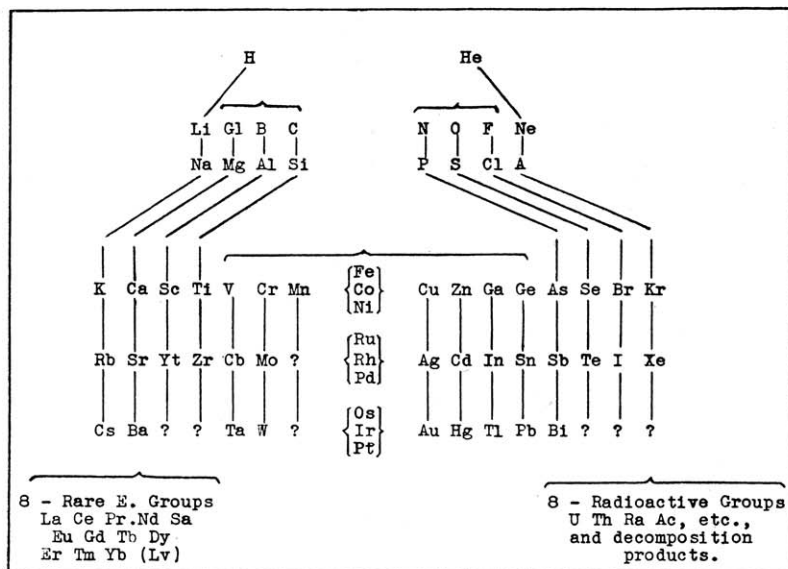 H He
Li Gl B C N O F Ne
Na Mg Al Si P S Cl A
K Ca Sc Ti V Cr Mn Fe Co Ni Cu Zn Ga Ge As Se Br Kr
Rb Sr Yt Zr Cb Mo ? Ru Rh Pd Ag Cd In Sn Sb Te I Xe
Cs Ba ? ? Ta W ? Os Ir Pt Au Hg Tl Pb Bi ? ? ?
8 - Rare E. Groups
La Ce Pr.Nd Sa
Eu Gd Tb Dy
Er Tm Yb (Lv)
8 - Radioactive Groups
U Th Ra Ac, etc.,
and decomposition
products.